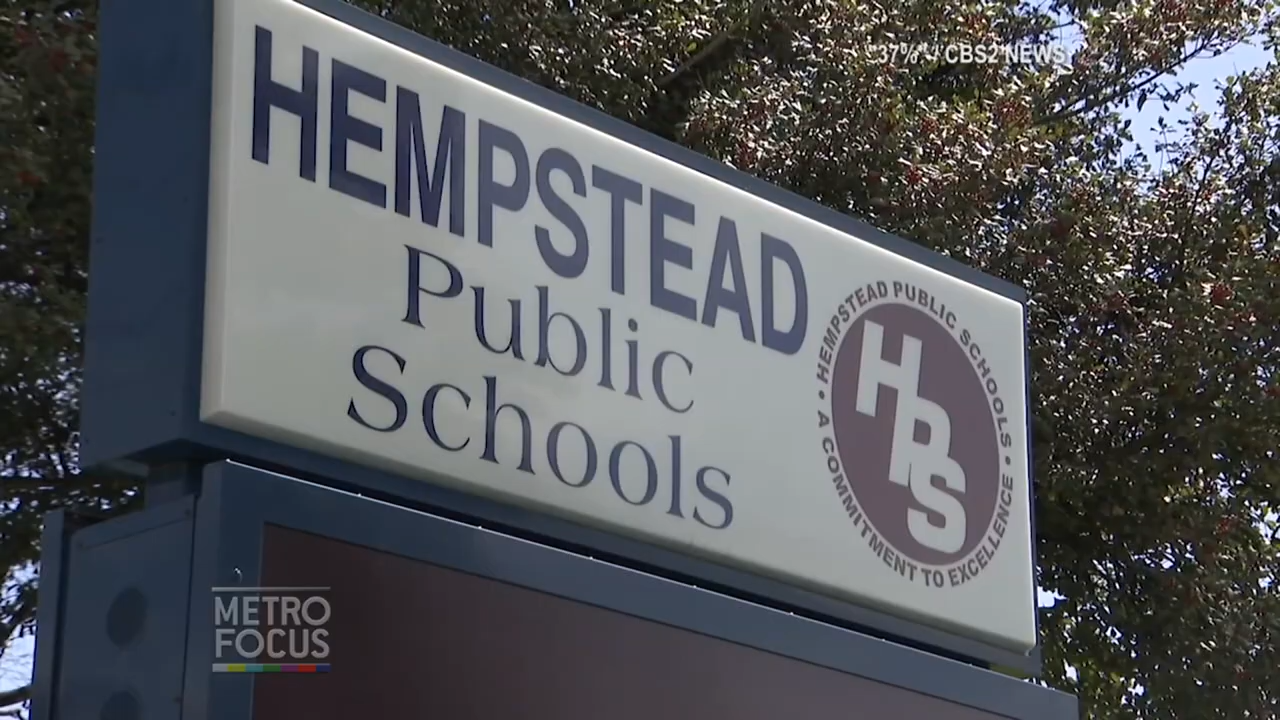 "37%" / CBS2 NEWS
HEMPSTEAD
Public
Schools
HEMPSTEAD PUBLIC SCHOOLS • A COMMITMENT TO EXCELLENCE •
HPS
METRO
FOCUS